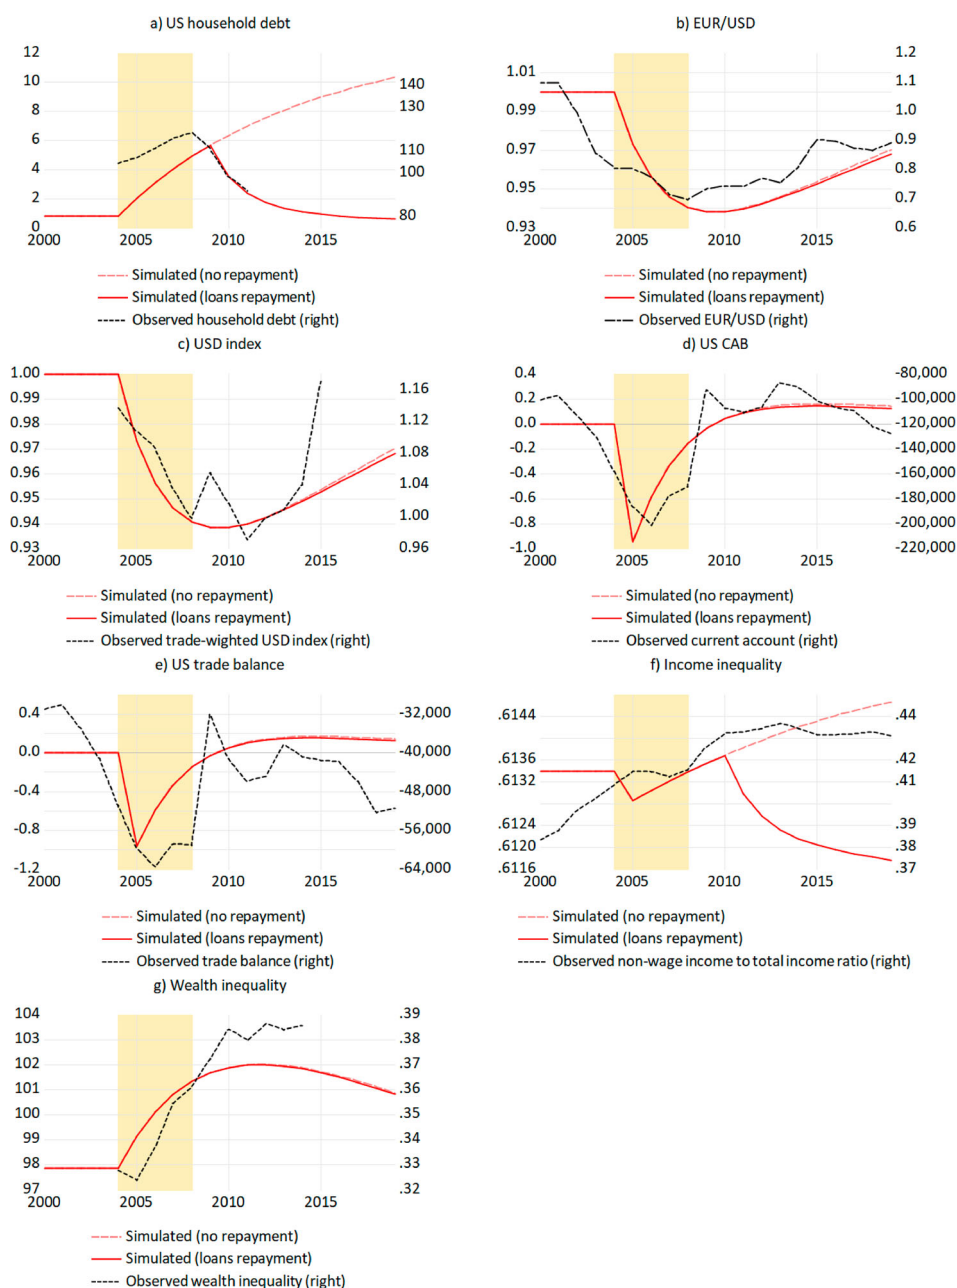 a) US household debt
12
10
8
6
4
2
0
140
130
110
100
80
2000 2005 2010 2015
Simulated (no repayment)
Simulated (loans repayment)
Observed household debt (right)
b) EUR/USD
1.01
0.99
0.97
0.95
0.93
1.2
1.1
1.0
0.9
0.8
0.7
0.6
2000 2005 2010 2015
Simulated (no repayment)
Simulated (loans repayment)
Observed EUR/USD (right)
c) USD index
1.00
0.99
0.98
0.97
0.96
0.95
0.94
0.93
1.16
1.12
1.08
1.04
1.00
0.96
2000 2005 2010 2015
Simulated (no repayment)
Simulated (loans repayment)
Observed trade-wighted USD index (right)
d) US CAB
0.4
0.2
0.0
-0.2
-0.4
-0.6
-0.8
-1.0
-80,000
-100,000
-120,000
-140,000
-160,000
-180,000
-200,000
-220,000
2000 2005 2010 2015
Simulated (no repayment)
Simulated (loans repayment)
Observed current account (right)
e) US trade balance
0.4
0.0
-0.4
-0.8
-1.2
-32,000
-40,000
-48,000
-56,000
-64,000
2000 2005 2010 2015
Simulated (no repayment)
Simulated (loans repayment)
Observed trade balance (right)
f) Income inequality
.6144
.6136
.6132
.6124
.6120
.6116
.44
.42
.41
.39
.38
.37
2000 2005 2010 2015
Simulated (no repayment)
Simulated (loans repayment)
Observed non-wage income to total income ratio (right)
g) Wealth inequality
104
103
102
101
100
99
98
97
.39
.38
.37
.36
.35
.34
.33
.32
2000 2005 2010 2015
Simulated (no repayment)
Simulated (loans repayment)
Observed wealth inequality (right)